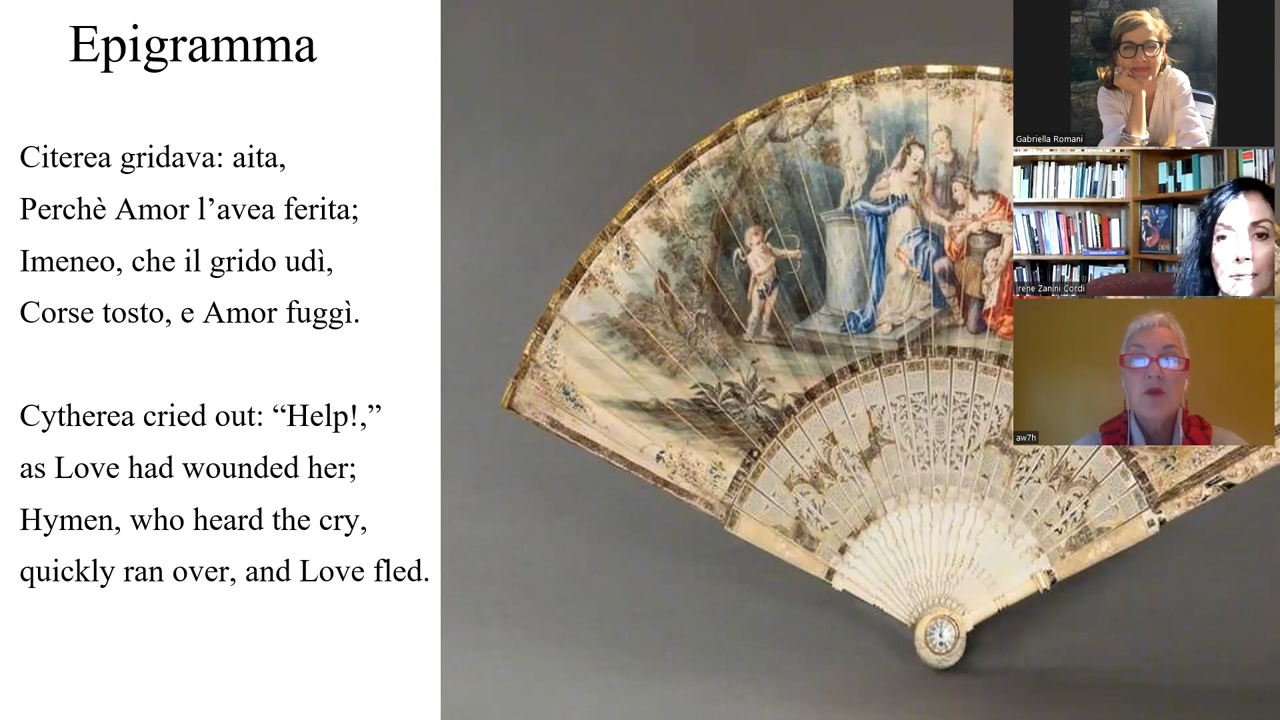 Epigramma
Citerea gridava: aita,
Perchè Amor l’avea ferita;
Imeneo, che il grido udì,
Corse tosto, e Amor fuggì.
Cytherea cried out: “Help!,”
as Love had wounded her;
Hymen, who heard the cry,
quickly ran over, and Love fled.
Gabriella Romani
Irene Zanini Cordi
aw7h